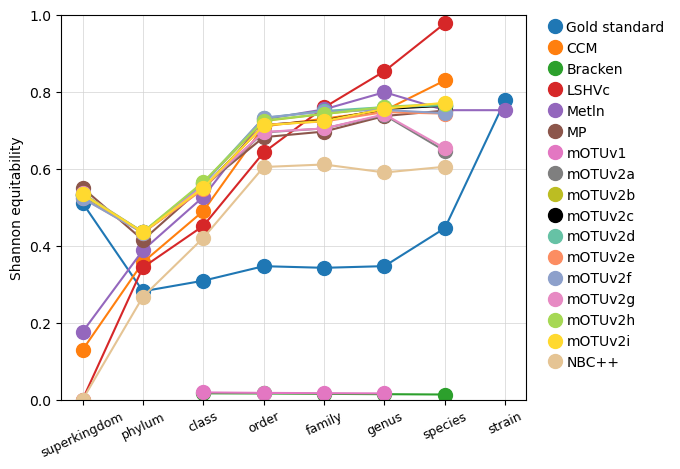 1.0
0.8
0.6
0.4
0.2
0.0
Shannon equitability
superkingdom
phylum
class
order
family
genus
species
strain
Gold standard
CCM
Bracken
LSHVc
Metln
MP
mOTUv1
mOTUv2a
mOTUv2b
mOTUv2c
mOTUv2d
mOTUv2e
mOTUv2f
mOTUv2g
mOTUv2h
mOTUv2i
NBC++